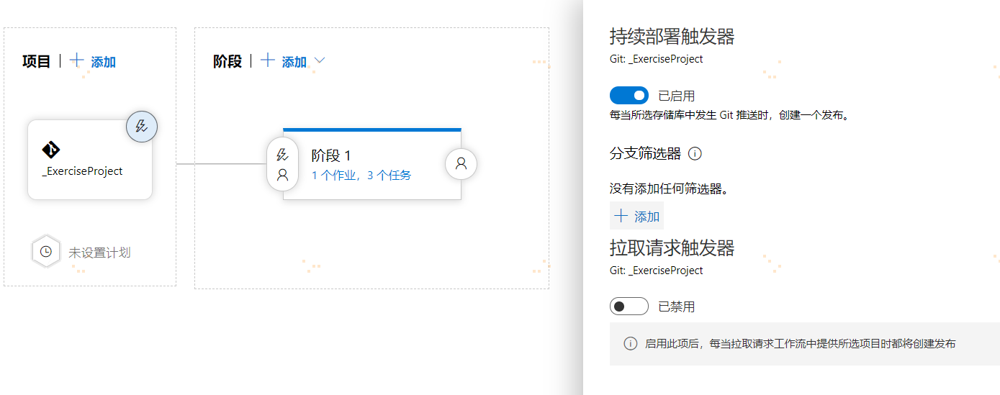 项目 添加
_ExerciseProject
未设置计划
阶段 添加
阶段 1
1 个作业，3 个任务
持续部署触发器
Git: _ExerciseProject
已启用
每当所选存储库中发生 Git 推送时，创建一个发布。
分支筛选器
没有添加任何筛选器。
添加
拉取请求触发器
Git: _ExerciseProject
已禁用
启用此项后，每当拉取请求工作流中提供所选项目时都将创建发布